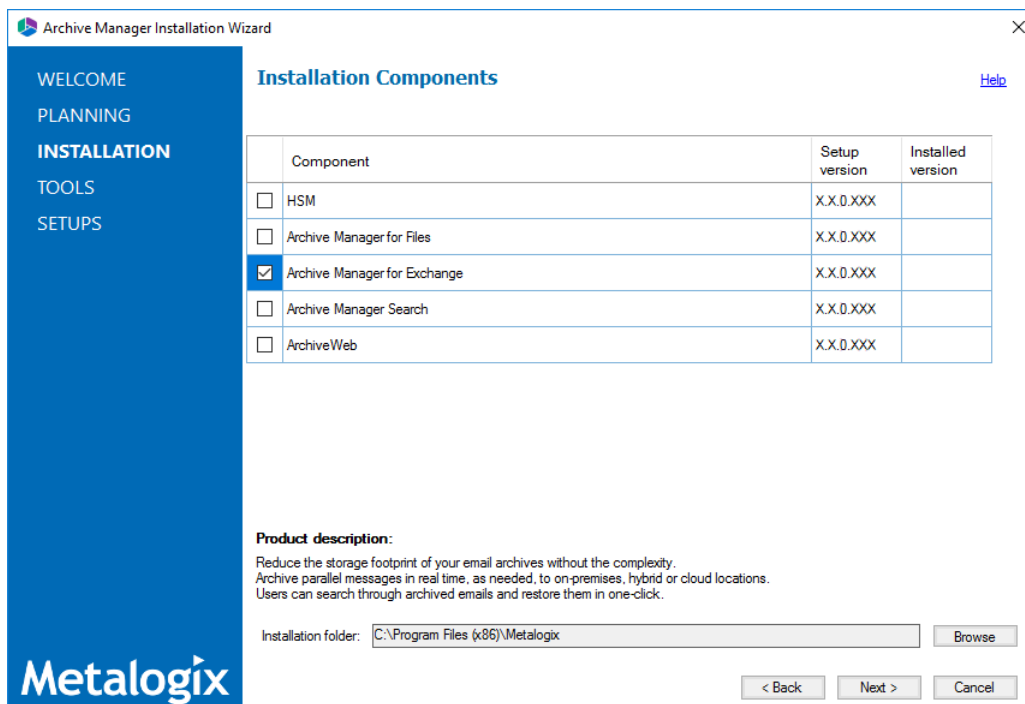 Archive Manager Installation Wizard
WELCOME
PLANNING
INSTALLATION
TOOLS
SETUPS
Metalogix
Installation Components
Help
Component
Setup version
Installed version
HSM X.X.0.XXX
Archive Manager for Files X.X.0.XXX
Archive Manager for Exchange X.X.0.XXX
Archive Manager Search X.X.0.XXX
ArchiveWeb X.X.0.XXX
Product description:
Reduce the storage footprint of your email archives without the complexity.
Archive parallel messages in real time, as needed, to on-premises, hybrid or cloud locations.
Users can search through archived emails and restore them in one-click.
Installation folder: C:\Program Files (x86)\Metalogix Browse
< Back Next > Cancel